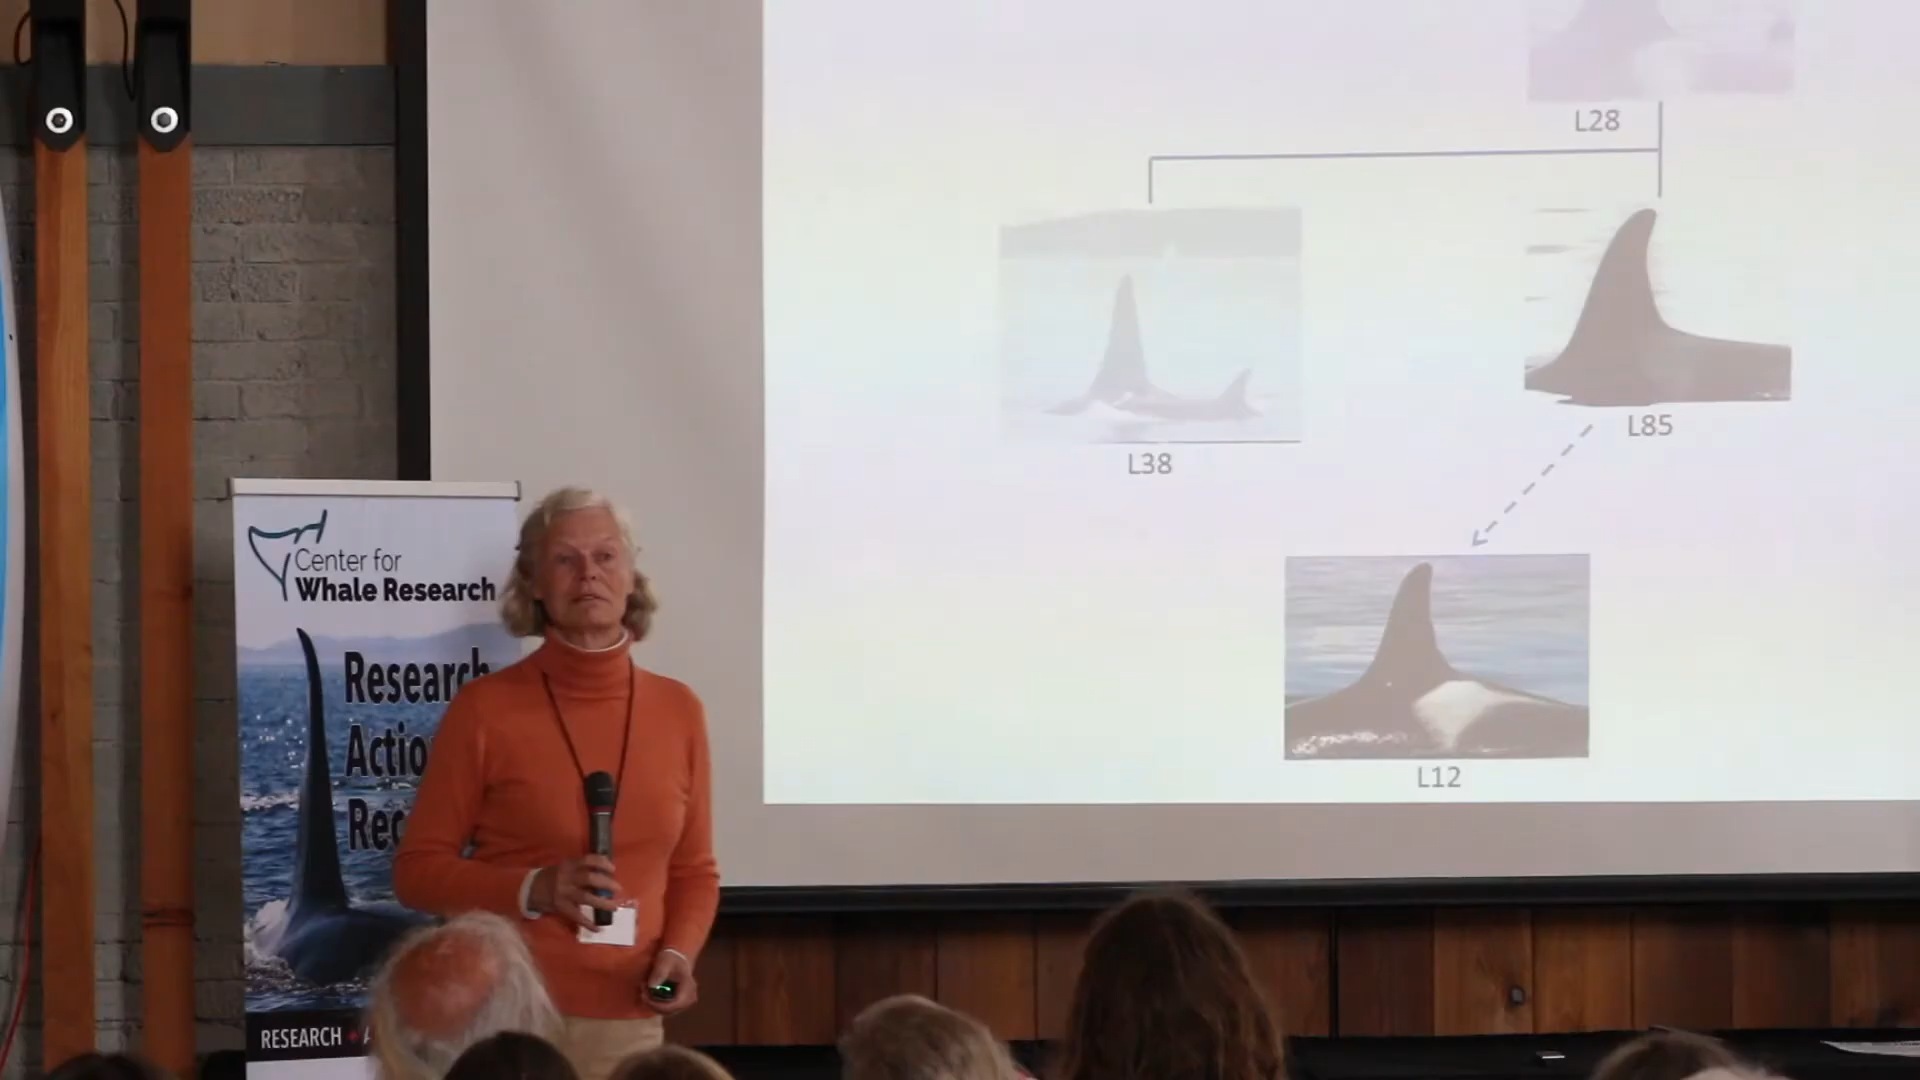 L28
L38
L85
L12
Center for
Whale Research
Research
Actio
Rec
RESEARCH